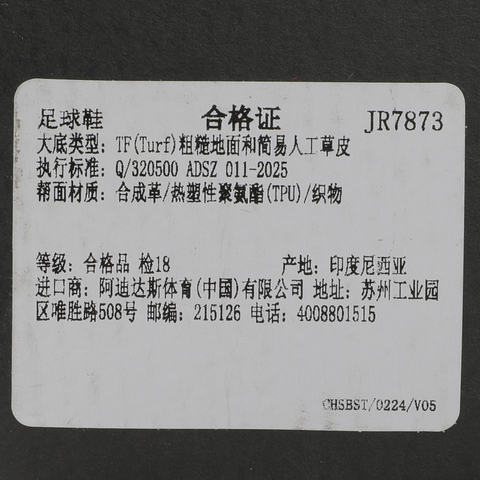 足球鞋 合格证 JR7873
大底类型: TF(Turf)粗糙地面和简易人工草皮
执行标准: Q/320500 ADSZ 011-2025
帮面材质: 合成革/热塑性聚氨酯(TPU)/织物
等级: 合格品 检18 产地: 印度尼西亚
进口商: 阿迪达斯体育(中国)有限公司 地址: 苏州工业园
区唯胜路508号 邮编: 215126 电话: 4008801515
CHSBST/0224/V05